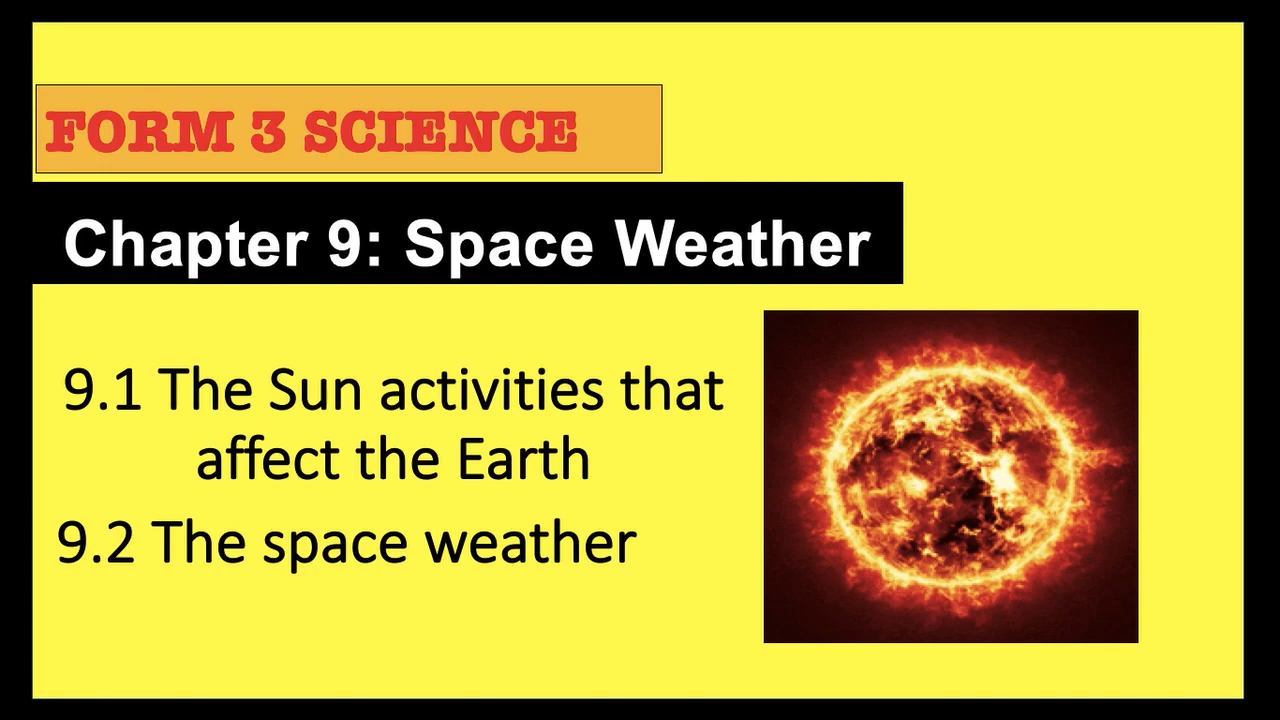 FORM 3 SCIENCE
Chapter 9: Space Weather
9.1 The Sun activities that
affect the Earth
9.2 The space weather